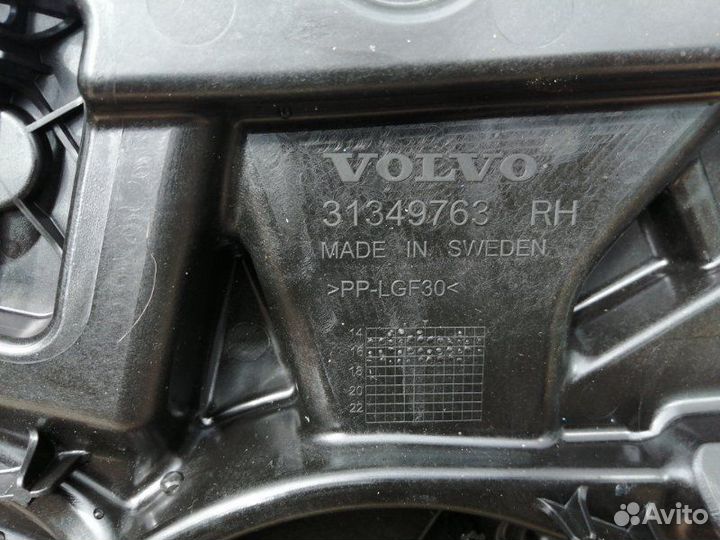 VOLVO
31349763 RH
MADE IN SWEDEN
>PP-LGF30<
14
16
18
20
22
Avito